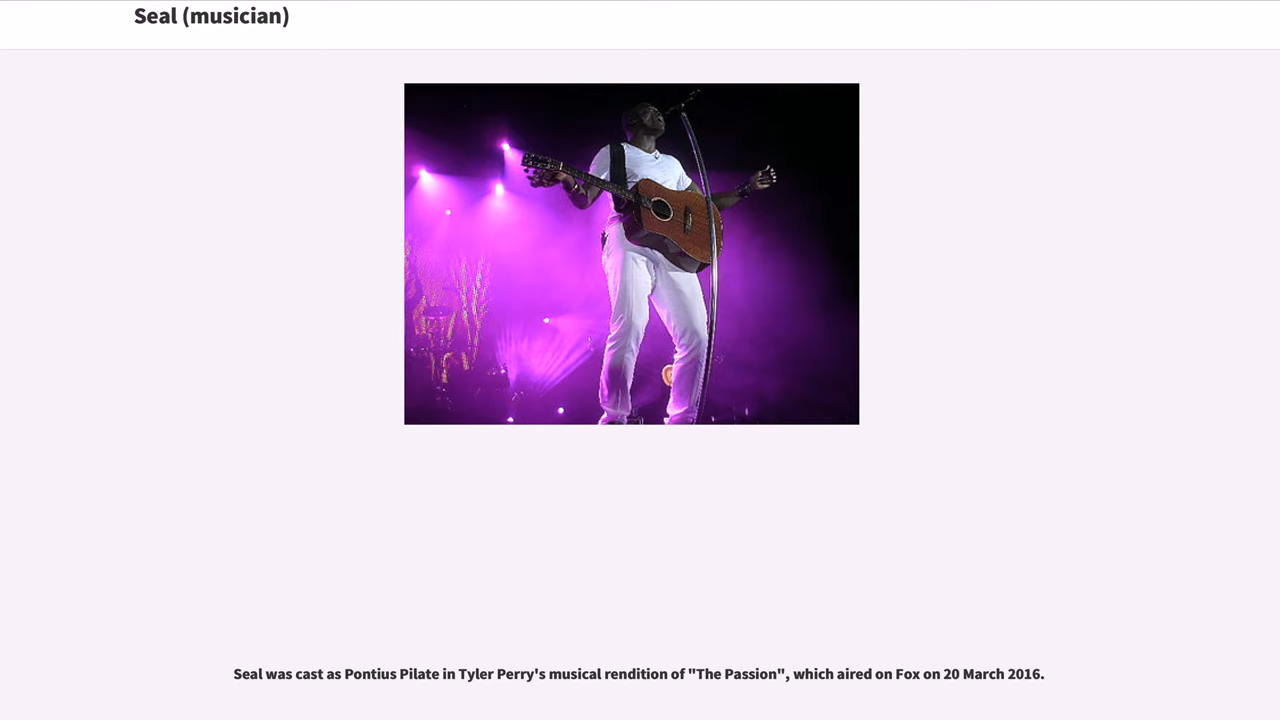 Seal (musician)
Seal was cast as Pontius Pilate in Tyler Perry's musical rendition of "The Passion", which aired on Fox on 20 March 2016.